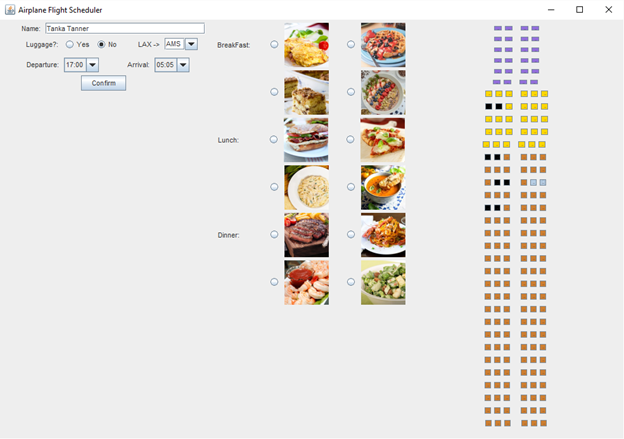 Airplane Flight Scheduler
Name: Tanka Tanner
Luggage?: Yes No LAX -> AMS
Departure: 17:00 Arrival: 05:05
Confirm
BreakFast:
Lunch:
Dinner: